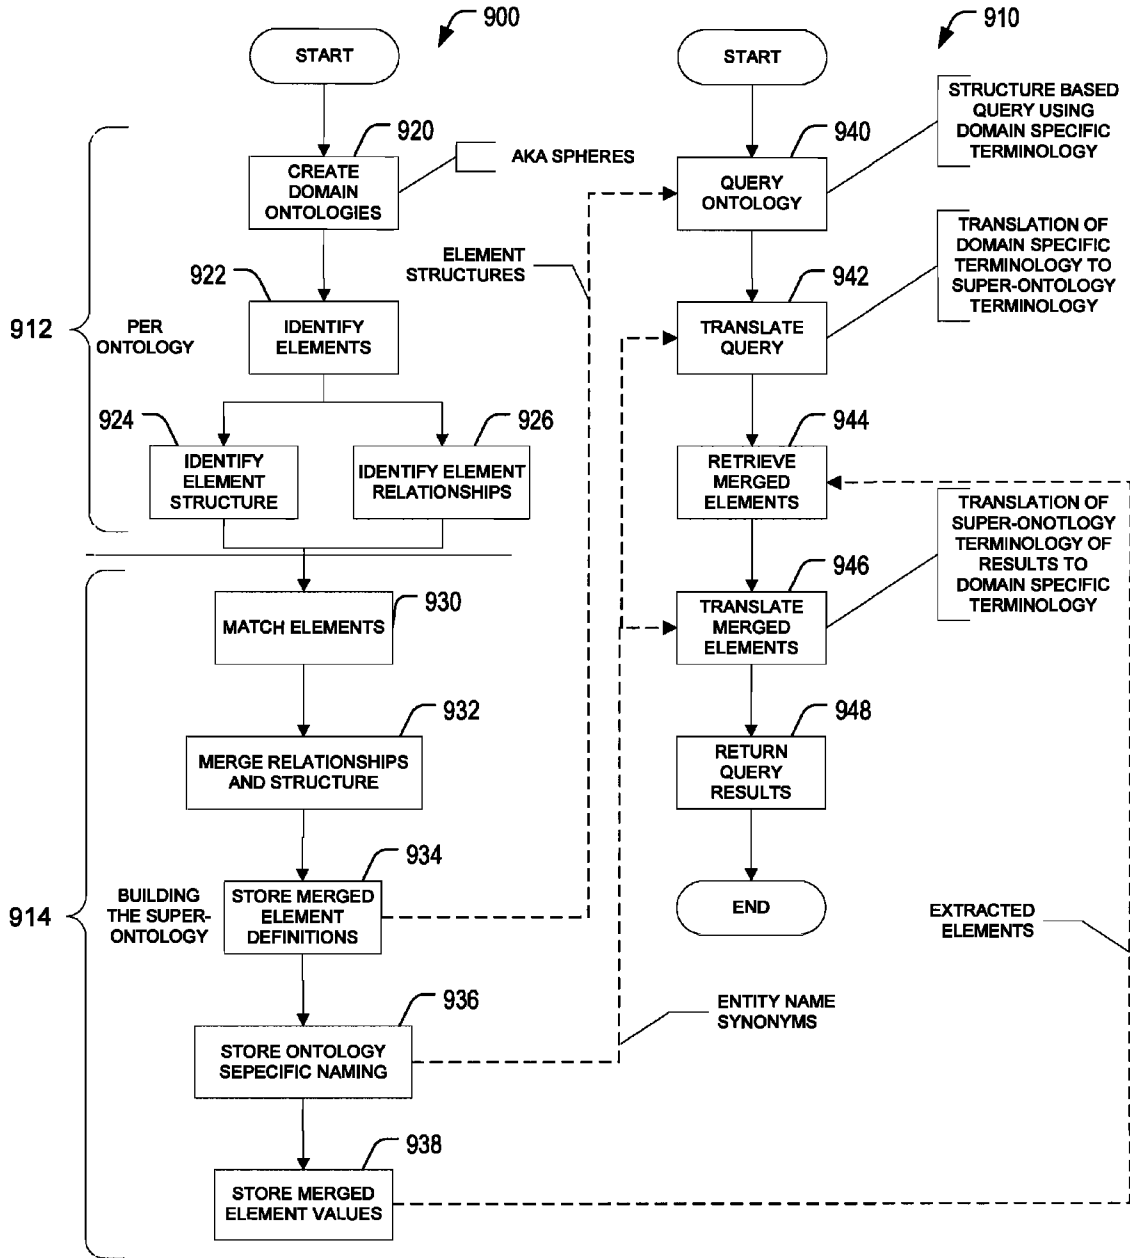 900
START
920
CREATE
DOMAIN
ONTOLOGIES
AKA SPHERES
922
IDENTIFY
ELEMENTS
912
PER
ONTOLOGY
924
IDENTIFY
ELEMENT
STRUCTURE
926
IDENTIFY ELEMENT
RELATIONSHIPS
930
MATCH ELEMENTS
932
MERGE RELATIONSHIPS
AND STRUCTURE
914
BUILDING
THE SUPER-
ONTOLOGY
934
STORE MERGED
ELEMENT
DEFINITIONS
936
STORE ONTOLOGY
SEPECIFIC NAMING
938
STORE MERGED
ELEMENT VALUES
ELEMENT
STRUCTURES
910
START
940
QUERY
ONTOLOGY
STRUCTURE BASED
QUERY USING
DOMAIN SPECIFIC
TERMINOLOGY
942
TRANSLATE
QUERY
TRANSLATION OF
DOMAIN SPECIFIC
TERMINOLOGY TO
SUPER-ONTOLOGY
TERMINOLOGY
944
RETRIEVE
MERGED
ELEMENTS
946
TRANSLATE
MERGED
ELEMENTS
TRANSLATION OF
SUPER-ONOTLOGY
TERMINOLOGY OF
RESULTS TO
DOMAIN SPECIFIC
TERMINOLOGY
948
RETURN
QUERY
RESULTS
END
EXTRACTED
ELEMENTS
ENTITY NAME
SYNONYMS